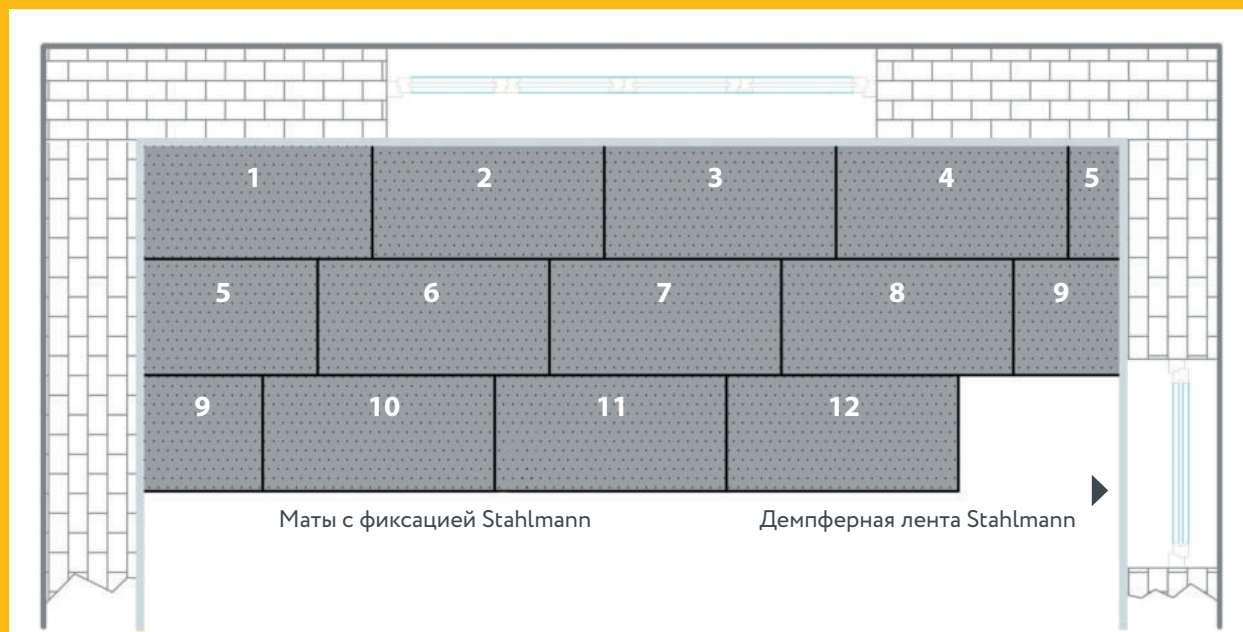 1 2 3 4 5
5 6 7 8 9
9 10 11 12
Маты с фиксацией Stahlmann
Демпферная лента Stahlmann